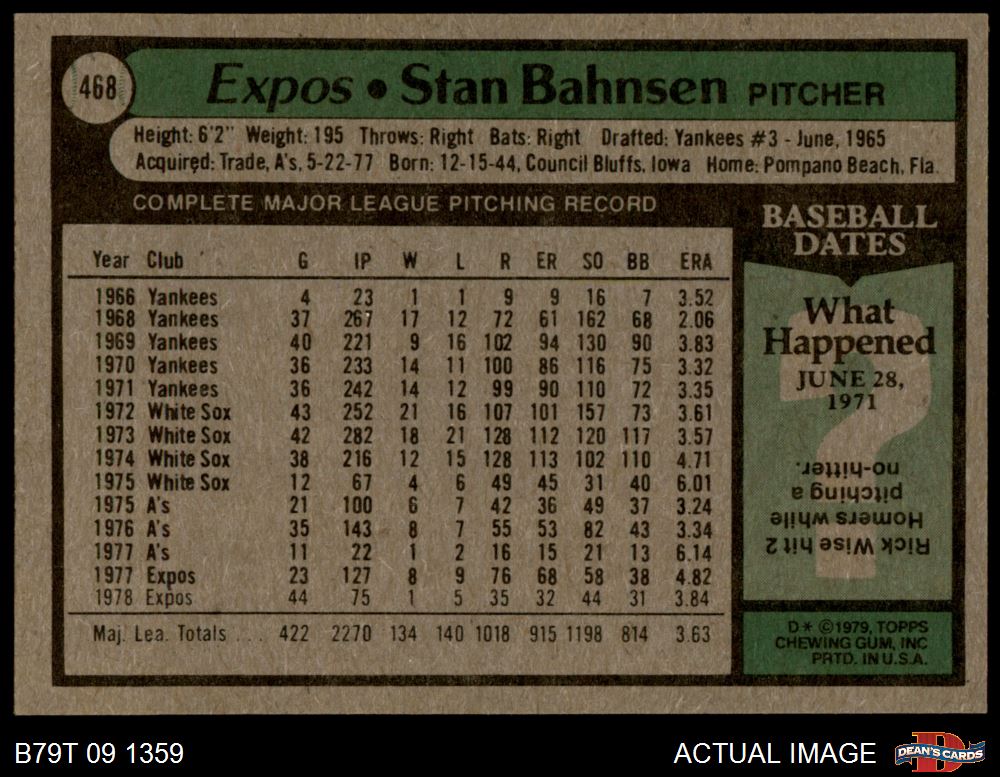 468
Expos • Stan Bahnsen PITCHER
Height: 6'2" Weight: 195 Throws: Right Bats: Right Drafted: Yankees #3 - June, 1965
Acquired: Trade, A's, 5-22-77 Born: 12-15-44, Council Bluffs, Iowa Home: Pompano Beach, Fla.
COMPLETE MAJOR LEAGUE PITCHING RECORD
Year Club G IP W L R ER SO BB ERA
1966 Yankees 4 23 1 1 9 9 16 7 3.52
1968 Yankees 37 267 17 12 72 61 162 68 2.06
1969 Yankees 40 221 9 16 102 94 130 90 3.83
1970 Yankees 36 233 14 11 100 86 116 75 3.32
1971 Yankees 36 242 14 12 99 90 110 72 3.35
1972 White Sox 43 252 21 16 107 101 157 73 3.61
1973 White Sox 42 282 18 21 128 112 120 117 3.57
1974 White Sox 38 216 12 15 128 113 102 110 4.71
1975 White Sox 12 67 4 6 49 45 31 40 6.01
1975 A's 21 100 6 7 42 36 49 37 3.24
1976 A's 35 143 8 7 55 53 82 43 3.34
1977 A's 11 22 1 2 16 15 21 13 6.14
1977 Expos 23 127 8 9 76 68 58 38 4.82
1978 Expos 44 75 1 5 35 32 44 31 3.84
Maj. Lea. Totals ... 422 2270 134 140 1018 915 1198 814 3.63
BASEBALL
DATES
What
Happened
JUNE 28,
1971
?
Rick Wise hit 2
Homers while
pitching a
no-hitter.
D* ©1979, TOPPS
CHEWING GUM, INC
PRTD. IN U.S.A.
B79T 09 1359
ACTUAL IMAGE
D
DEAN'S CARDS